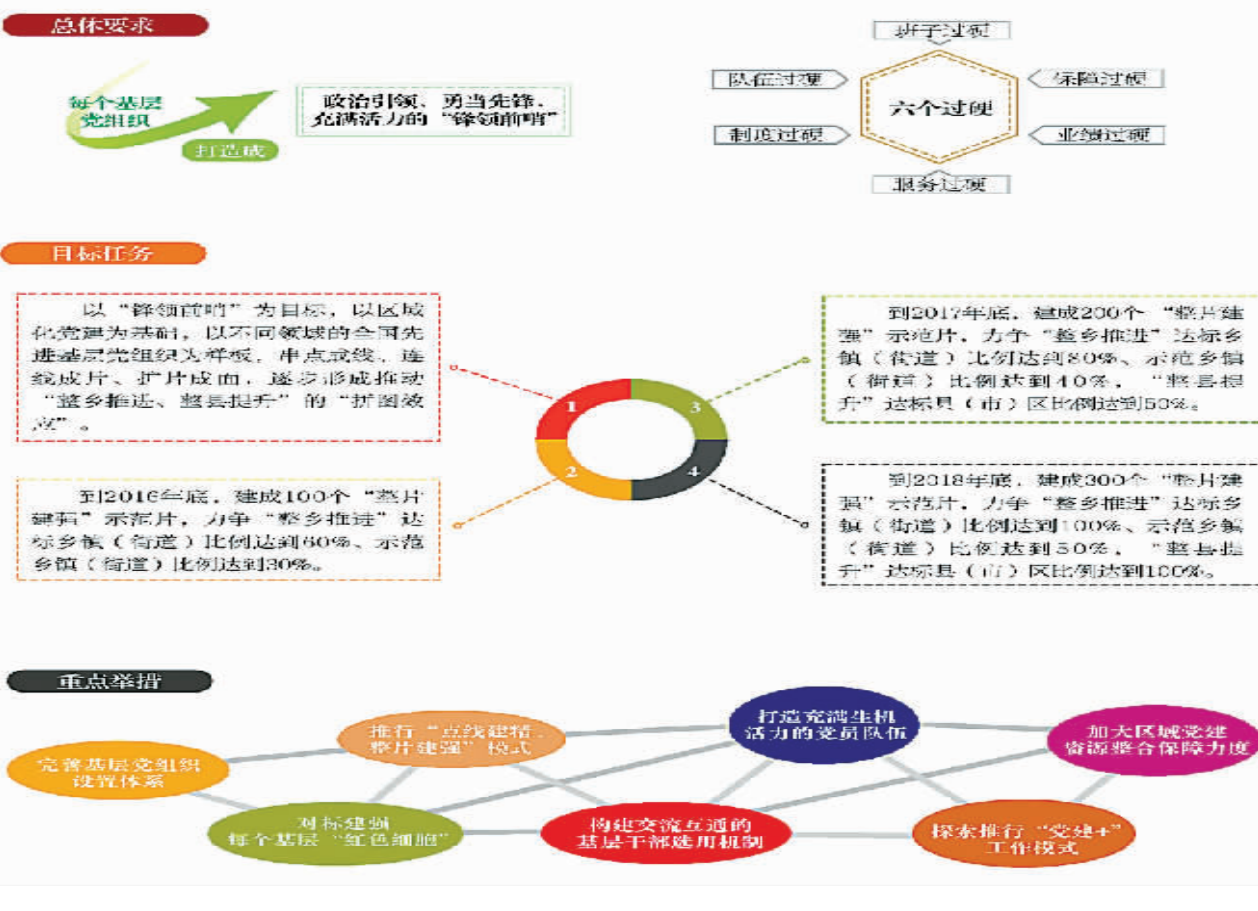 总体要求
每个基层
党组织
打造成
政治引领、勇当先锋、
充满活力的“锋领前哨”
班子过硬
队伍过硬
保障过硬
六个过硬
制度过硬
业绩过硬
服务过硬
目标任务
以“锋领前哨”为目标，以区域
化党建为基础，以不同领域的全国先
进基层党组织为样板，串点成线、连
线成片、扩片成面，逐步形成推动
“整乡推进、整县提升”的“拼图效
应”。
1
到2016年底，建成100个“整片
建强”示范片，力争“整乡推进”达
标乡镇（街道）比例达到60%、示范
乡镇（街道）比例达到30%。
2
到2017年底，建成200个“整片建
强”示范片，力争“整乡推进”达标乡
镇（街道）比例达到80%、示范乡镇
（街道）比例达到40%，“整县提
升”达标县（市）区比例达到50%。
3
到2018年底，建成300个“整片建
强”示范片，力争“整乡推进”达标乡
镇（街道）比例达到100%、示范乡镇
（街道）比例达到50%，“整县提
升”达标县（市）区比例达到100%。
4
重点举措
完善基层党组织
设置体系
推行“点线建精、
整片建强”模式
打造充满生机
活力的党员队伍
加大区域党建
资源整合保障力度
对标建强
每个基层“红色细胞”
构建交流互通的
基层干部选用机制
探索推行“党建+”
工作模式